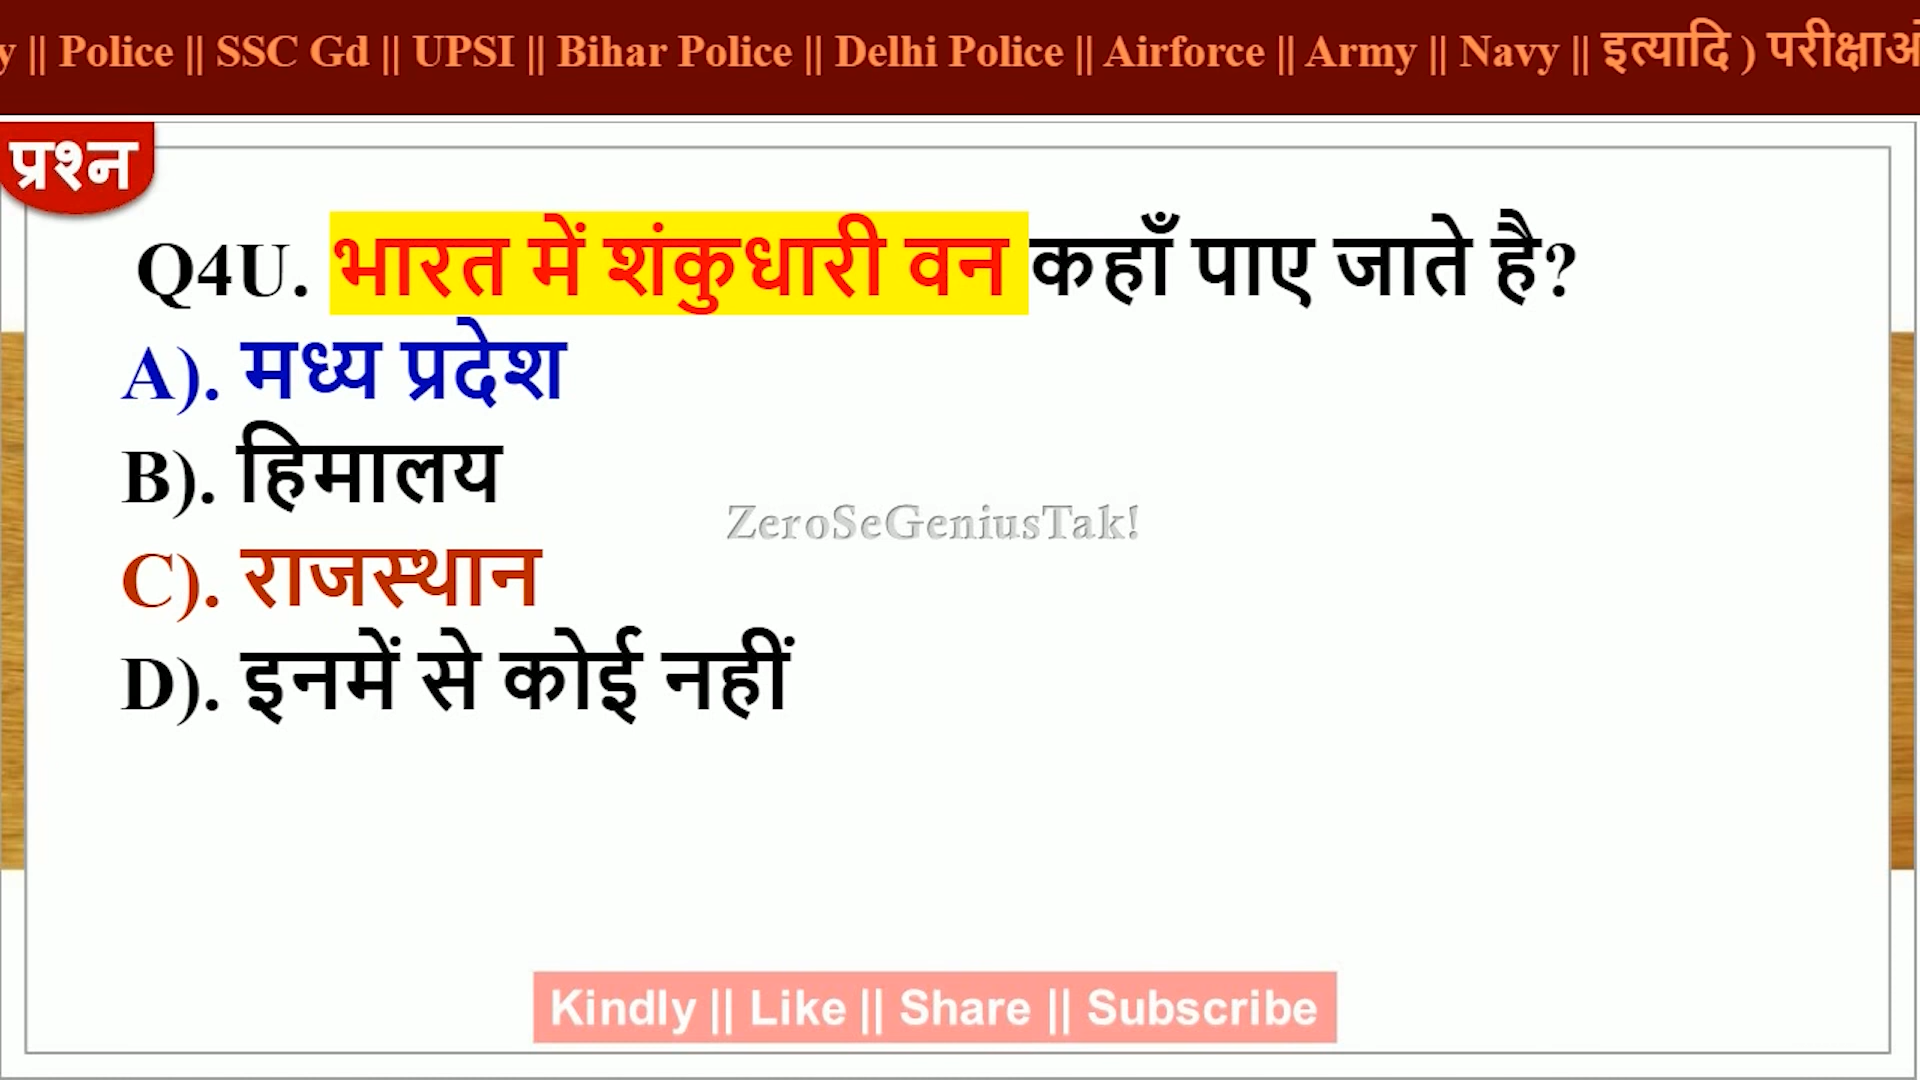 || Police || SSC Gd || UPSI || Bihar Police || Delhi Police || Airforce || Army || Navy || इत्यादि )
प्रश्न
Q4U. भारत में शंकुधारी वन कहाँ पाए जाते है?
A). मध्य प्रदेश
B). हिमालय
ZeroSeGeniusTak!
C). राजस्थान
D). इनमें से कोई नहीं
Kindly || Like || Share || Subscribe